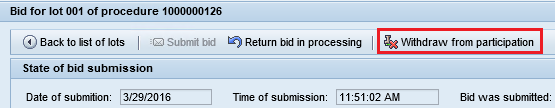 Bid for lot 001 of procedure 1000000126
Back to list of lots Submit bid Return bid in processing Withdraw from participation
State of bid submission
Date of submition: 3/29/2016 Time of submission: 11:51:02 AM Bid was submitted: